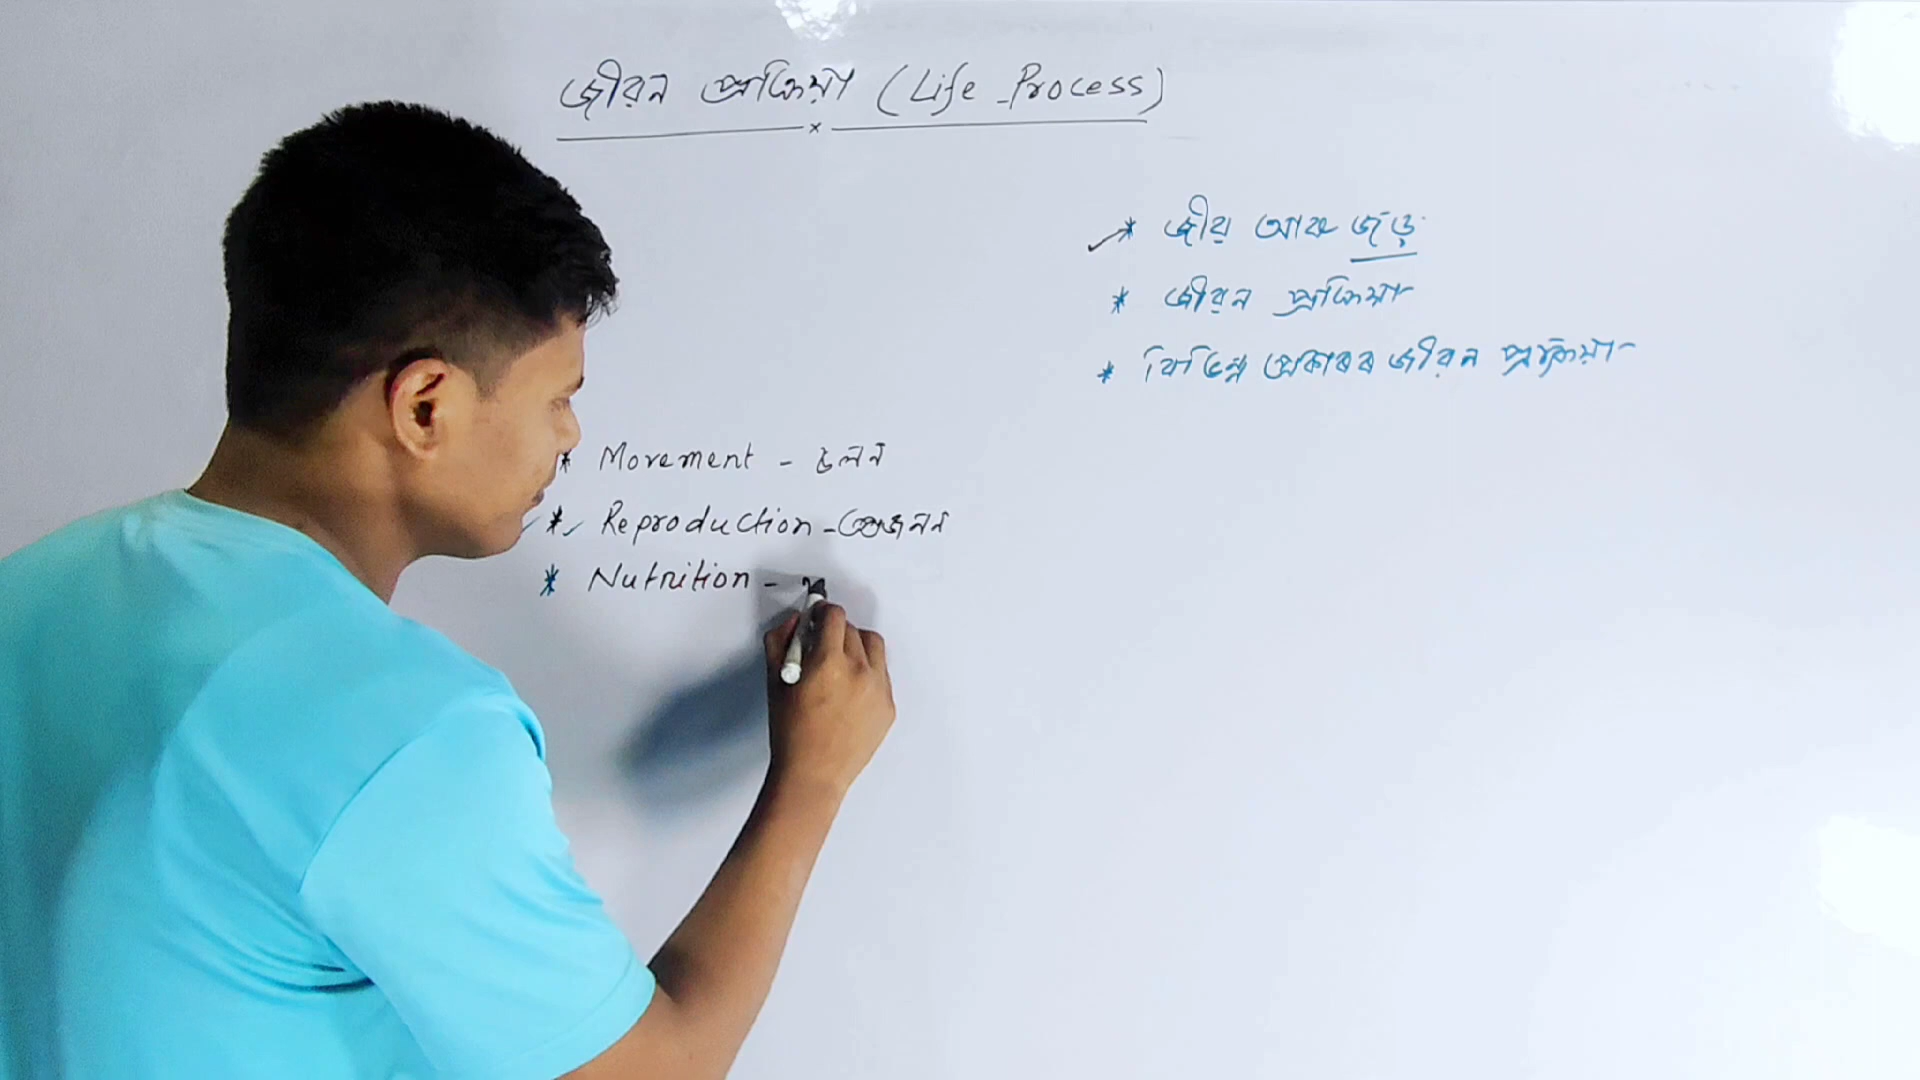 জীৱন প্ৰক্ৰিয়া (Life Process)
* জীৱ আৰু জড়
* জীৱন প্ৰক্ৰিয়া
* বিভিন্ন প্ৰকাৰৰ জীৱন প্ৰক্ৰিয়া
* Movement - চলন
* Reproduction - প্ৰজনন
* Nutrition -